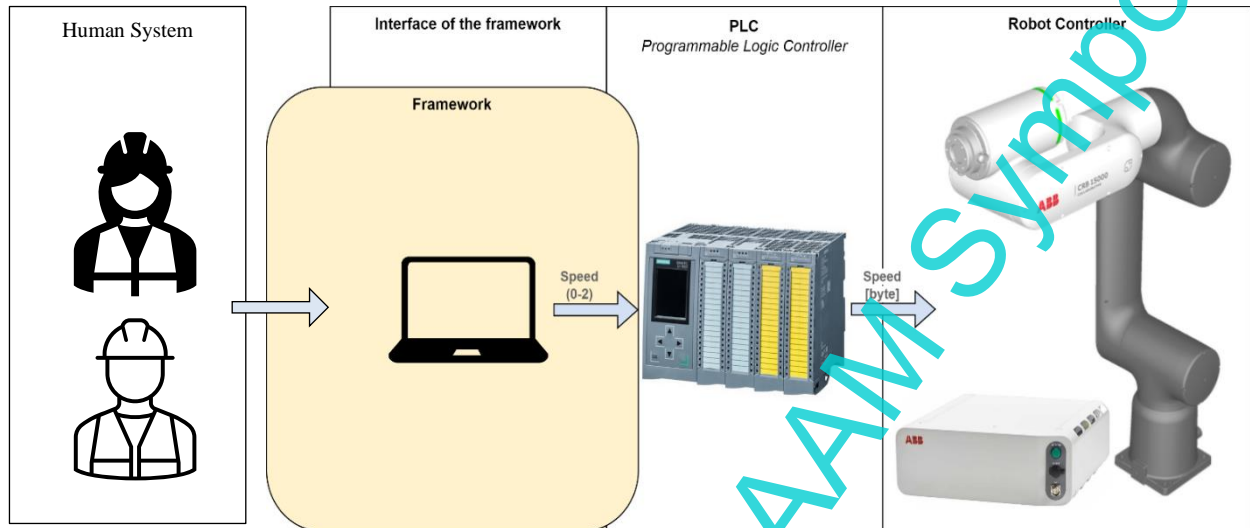 Human System
Interface of the framework
PLC
Programmable Logic Controller
Robot Controller
Framework
Speed
(0-2)
Speed
[byte]
SIEMENS
CRB 15000
ABB
ABB
AAM Sympo